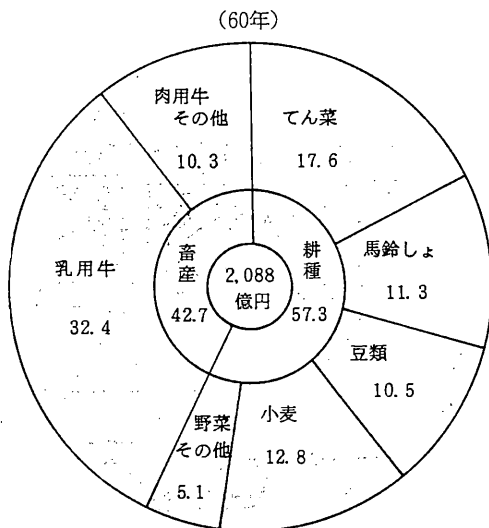 (60年)
肉用牛
その他
10.3
てん菜
17.6
乳用牛
32.4
畜産
42.7
2,088
億円
耕種
57.3
馬鈴しょ
11.3
豆類
10.5
小麦
12.8
野菜
その他
5.1